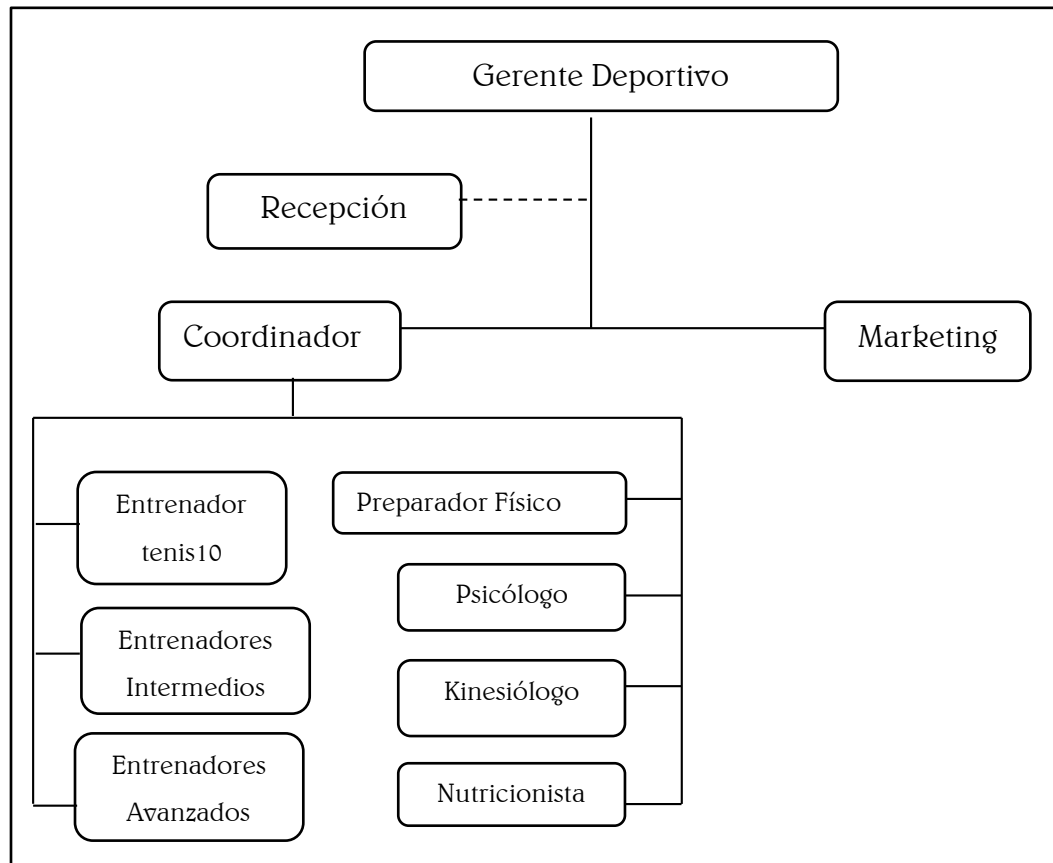 Gerente Deportivo
Recepción
Coordinador
Marketing
Entrenador
tenis10
Entrenadores
Intermedios
Entrenadores
Avanzados
Preparador Físico
Psicólogo
Kinesiólogo
Nutricionista